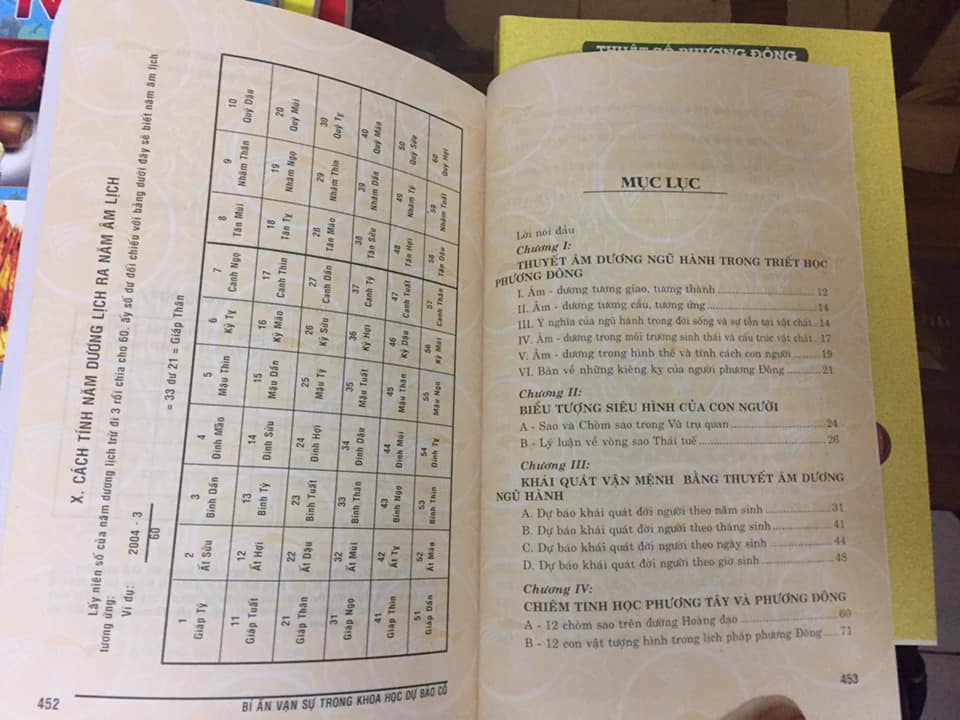 X. CÁCH TÍNH NĂM DƯƠNG LỊCH RA NĂM ÂM LỊCH
Lấy niên số của năm dương lịch trừ đi 3 rồi chia cho 60, ấy số dư đối chiếu với bảng dưới đây sẽ biết năm âm lịch
tương ứng:
Ví dụ:
2004 - 3
60
= 33 dư 21 = Giáp Thân
1 2 3 4 5 6 7 8 9 10
Giáp Tý Ất Sửu Bính Dần Đinh Mão Mậu Thìn Kỷ Tỵ Canh Ngọ Tân Mùi Nhâm Thân Quý Dậu
11 12 13 14 15 16 17 18 19 20
Giáp Tuất Ất Hợi Bính Tý Đinh Sửu Mậu Dần Kỷ Mão Canh Thìn Tân Tỵ Nhâm Ngọ Quý Mùi
21 22 23 24 25 26 27 28 29 30
Giáp Thân Ất Dậu Bính Tuất Đinh Hợi Mậu Tý Kỷ Sửu Canh Dần Tân Mão Nhâm Thìn Quý Tỵ
31 32 33 34 35 36 37 38 39 40
Giáp Ngọ Ất Mùi Bính Thân Đinh Dậu Mậu Tuất Kỷ Hợi Canh Tý Tân Sửu Nhâm Dần Quý Mão
41 42 43 44 45 46 47 48 49 50
Giáp Thìn Ất Tỵ Bính Ngọ Đinh Mùi Mậu Thân Kỷ Dậu Canh Tuất Tân Hợi Nhâm Tý Quý Sửu
51 52 53 54 55 56 57 58 59 60
Giáp Dần Ất Mão Bính Thìn Đinh Tỵ Mậu Ngọ Kỷ Mùi Canh Thân Tân Dậu Nhâm Tuất Quý Hợi
452
BÍ ẨN VẠN SỰ TRONG KHOA HỌC DỰ BÁO CỔ
THUẬT SỐ PHƯƠNG ĐÔNG
MỤC LỤC
Lời nói đầu
Chương I:
THUYẾT ÂM DƯƠNG NGŨ HÀNH TRONG TRIẾT HỌC
PHƯƠNG ĐÔNG
I. Âm - dương tương giao, tương thành ... 12
II. Âm - dương tương cầu, tương ứng ... 14
III. Ý nghĩa của ngũ hành trong đời sống và sự tồn tại vật chất . 14
IV. Âm - dương trong môi trường sinh thái và cấu trúc vật chất . 17
V. Âm - dương trong hình thể và tính cách con người ... 19
VI. Bàn về những kiêng kỵ của người phương Đông ... 21
Chương II:
BIỂU TƯỢNG SIÊU HÌNH CỦA CON NGƯỜI
A - Sao và Chòm sao trong Vũ trụ quan ... 24
B - Lý luận về vòng sao Thái tuế ... 26
Chương III:
KHÁI QUÁT VẬN MỆNH BẰNG THUYẾT ÂM DƯƠNG
NGŨ HÀNH
A. Dự báo khái quát đời người theo năm sinh ... 31
B. Dự báo khái quát đời người theo tháng sinh ... 41
C. Dự báo khái quát đời người theo ngày sinh ... 44
D. Dự báo khái quát đời người theo giờ sinh ... 48
Chương IV:
CHIÊM TINH HỌC PHƯƠNG TÂY VÀ PHƯƠNG ĐÔNG
A - 12 chòm sao trên đường Hoàng đạo ... 60
B - 12 con vật tượng hình trong lịch pháp phương Đông ... 71
453